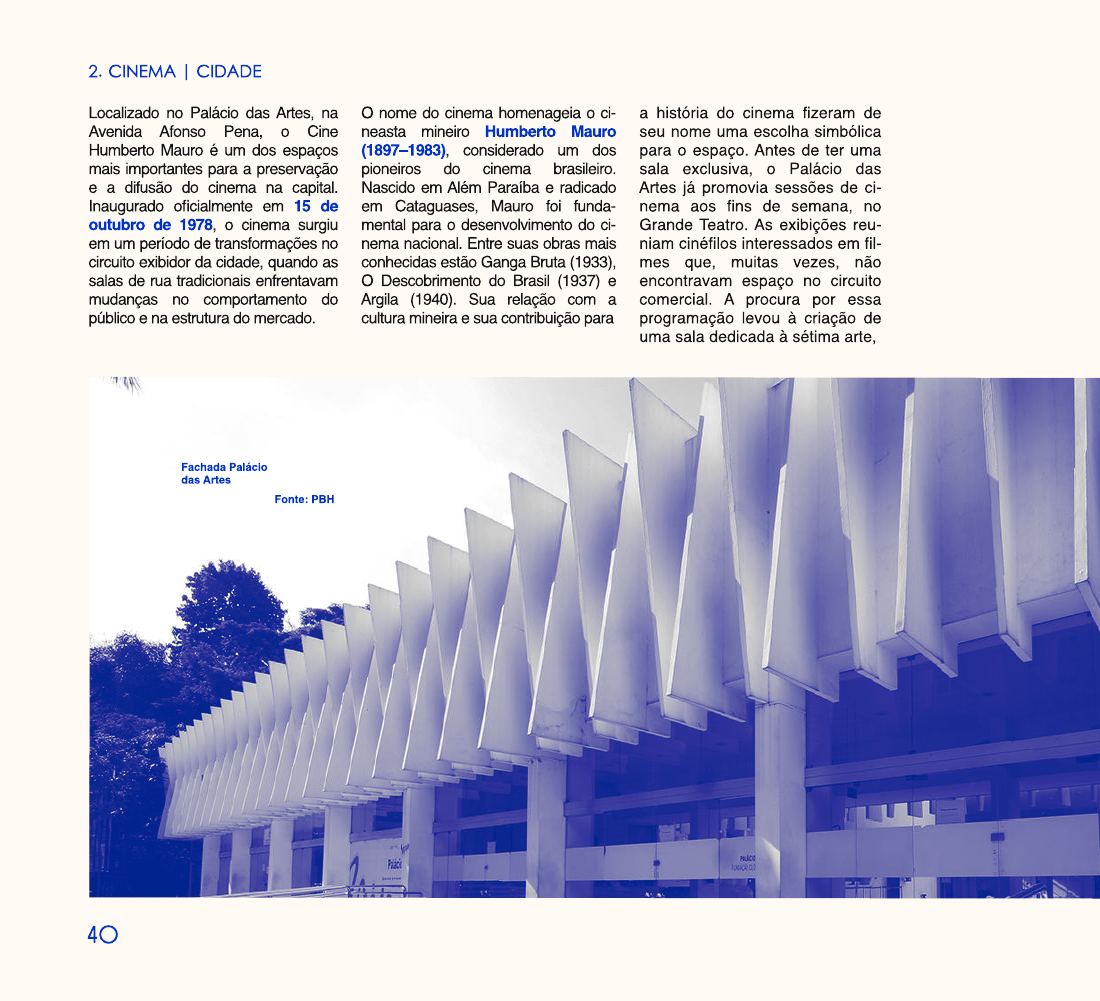 2. CINEMA | CIDADE
Localizado no Palácio das Artes, na
Avenida Afonso Pena, o Cine
Humberto Mauro é um dos espaços
mais importantes para a preservação
e a difusão do cinema na capital.
Inaugurado oficialmente em 15 de
outubro de 1978, o cinema surgiu
em um período de transformações no
circuito exibidor da cidade, quando as
salas de rua tradicionais enfrentavam
mudanças no comportamento do
público e na estrutura do mercado.
O nome do cinema homenageia o ci-
neasta mineiro Humberto Mauro
(1897–1983), considerado um dos
pioneiros do cinema brasileiro.
Nascido em Além Paraíba e radicado
em Cataguases, Mauro foi funda-
mental para o desenvolvimento do ci-
nema nacional. Entre suas obras mais
conhecidas estão Ganga Bruta (1933),
O Descobrimento do Brasil (1937) e
Argila (1940). Sua relação com a
cultura mineira e sua contribuição para
a história do cinema fizeram de
seu nome uma escolha simbólica
para o espaço. Antes de ter uma
sala exclusiva, o Palácio das
Artes já promovia sessões de ci-
nema aos fins de semana, no
Grande Teatro. As exibições reu-
niam cinéfilos interessados em fil-
mes que, muitas vezes, não
encontravam espaço no circuito
comercial. A procura por essa
programação levou à criação de
uma sala dedicada à sétima arte,
Fachada Palácio
das Artes
Fonte: PBH
40